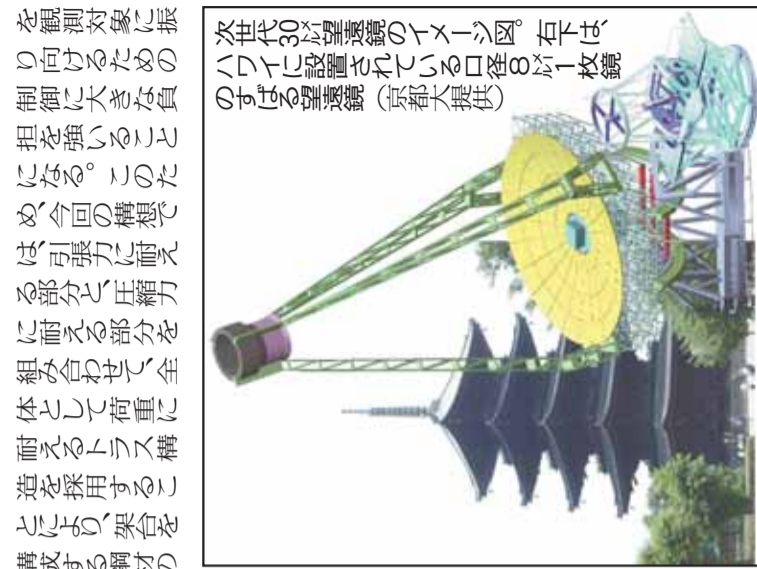 を観測対象に振
り向けるための
制御に大きな負
担を強いること
になる。このた
め、今回の構想で
は、引張力に耐え
る部分と、圧縮力
に耐える部分を
組み合わせて、全
体として荷重に
耐えるトラス構
造を採用するこ
とにより、架台を
構成する鋼材の
次世代30㍍望遠鏡のイメージ図。右下は、
ハワイに設置されている口径8㍍1枚鏡
のすばる望遠鏡（京都大提供）